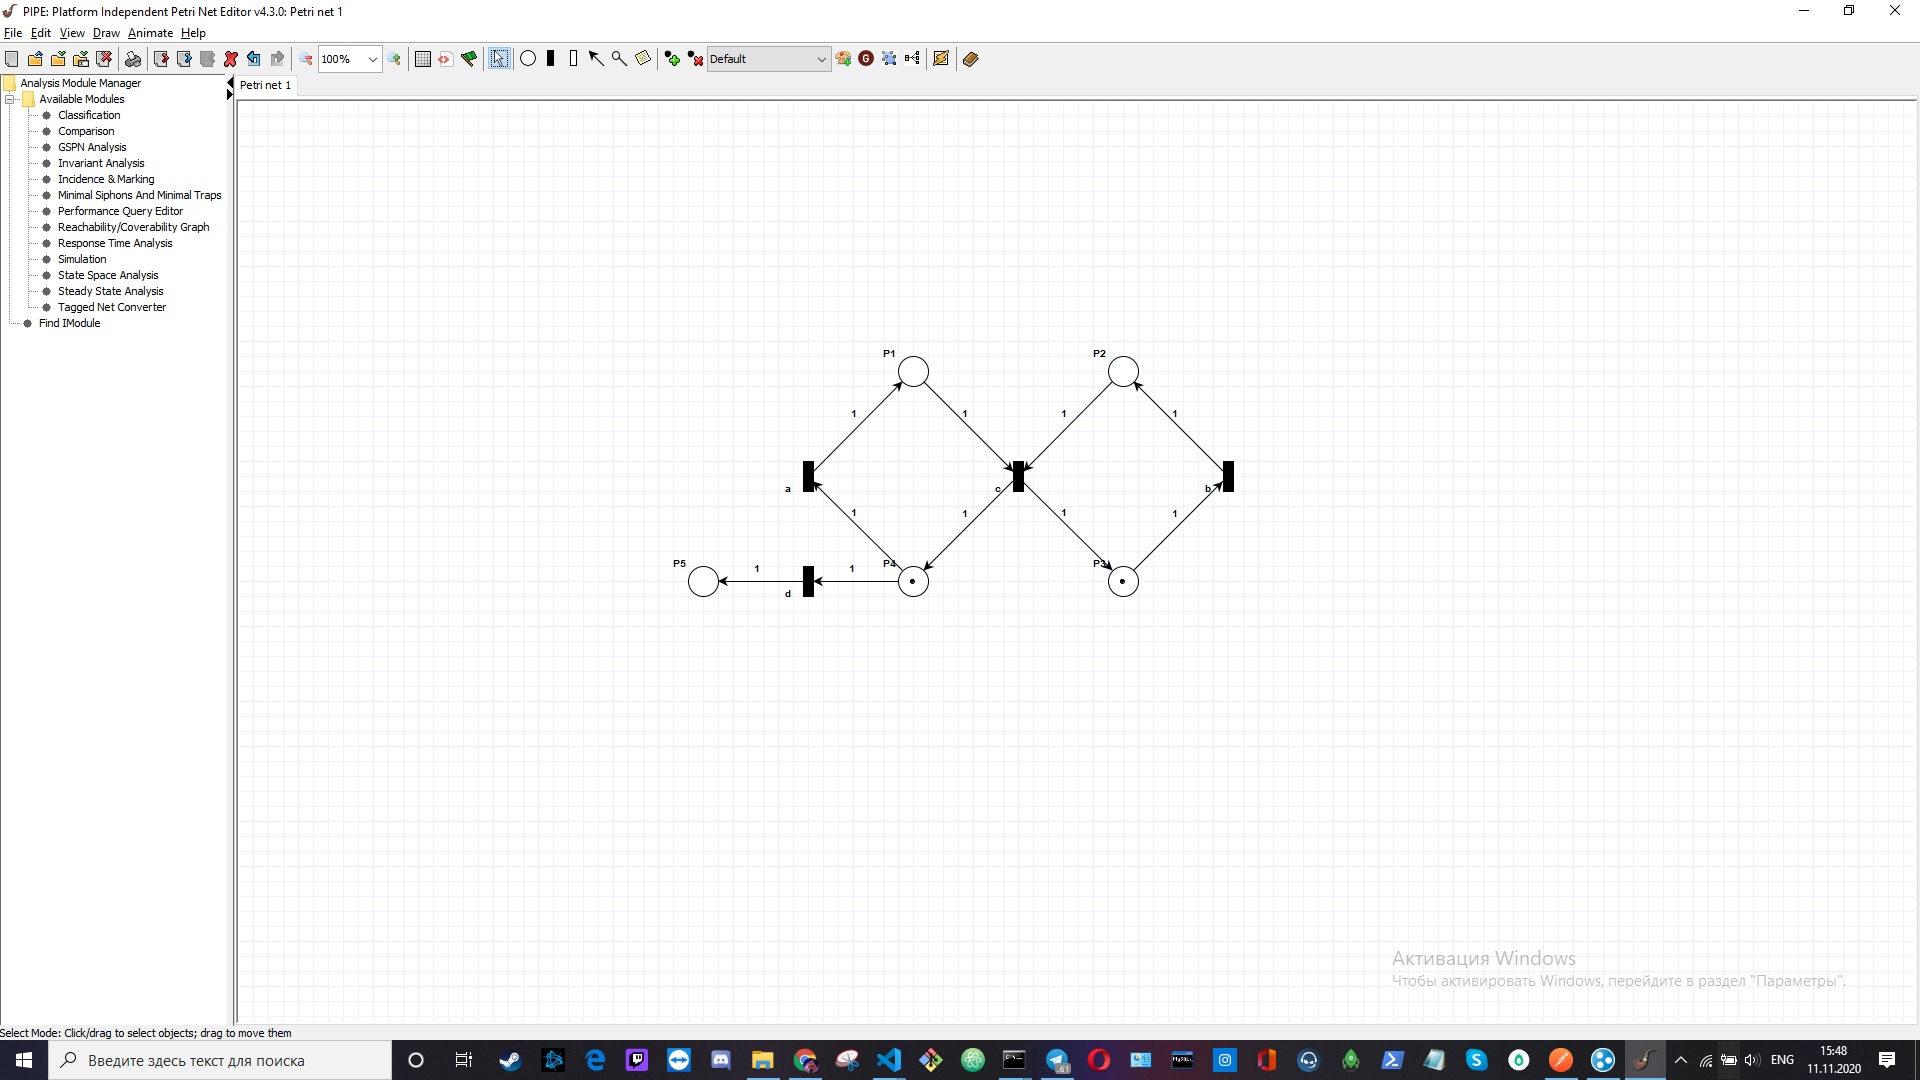 PIPE: Platform Independent Petri Net Editor v4.3.0: Petri net 1
File Edit View Draw Animate Help
100%
Default
Analysis Module Manager
Available Modules
Classification
Comparison
GSPN Analysis
Invariant Analysis
Incidence & Marking
Minimal Siphons And Minimal Traps
Performance Query Editor
Reachability/Coverability Graph
Response Time Analysis
Simulation
State Space Analysis
Steady State Analysis
Tagged Net Converter
Find IModule
Petri net 1
P1 P2
1 1 1 1
a c b
1 1 1 1
P5 1 1 P4 P3
d
Активация Windows
Чтобы активировать Windows, перейдите в раздел "Параметры".
Select Mode: Click/drag to select objects; drag to move them
Введите здесь текст для поиска
61
ENG
15:48
11.11.2020